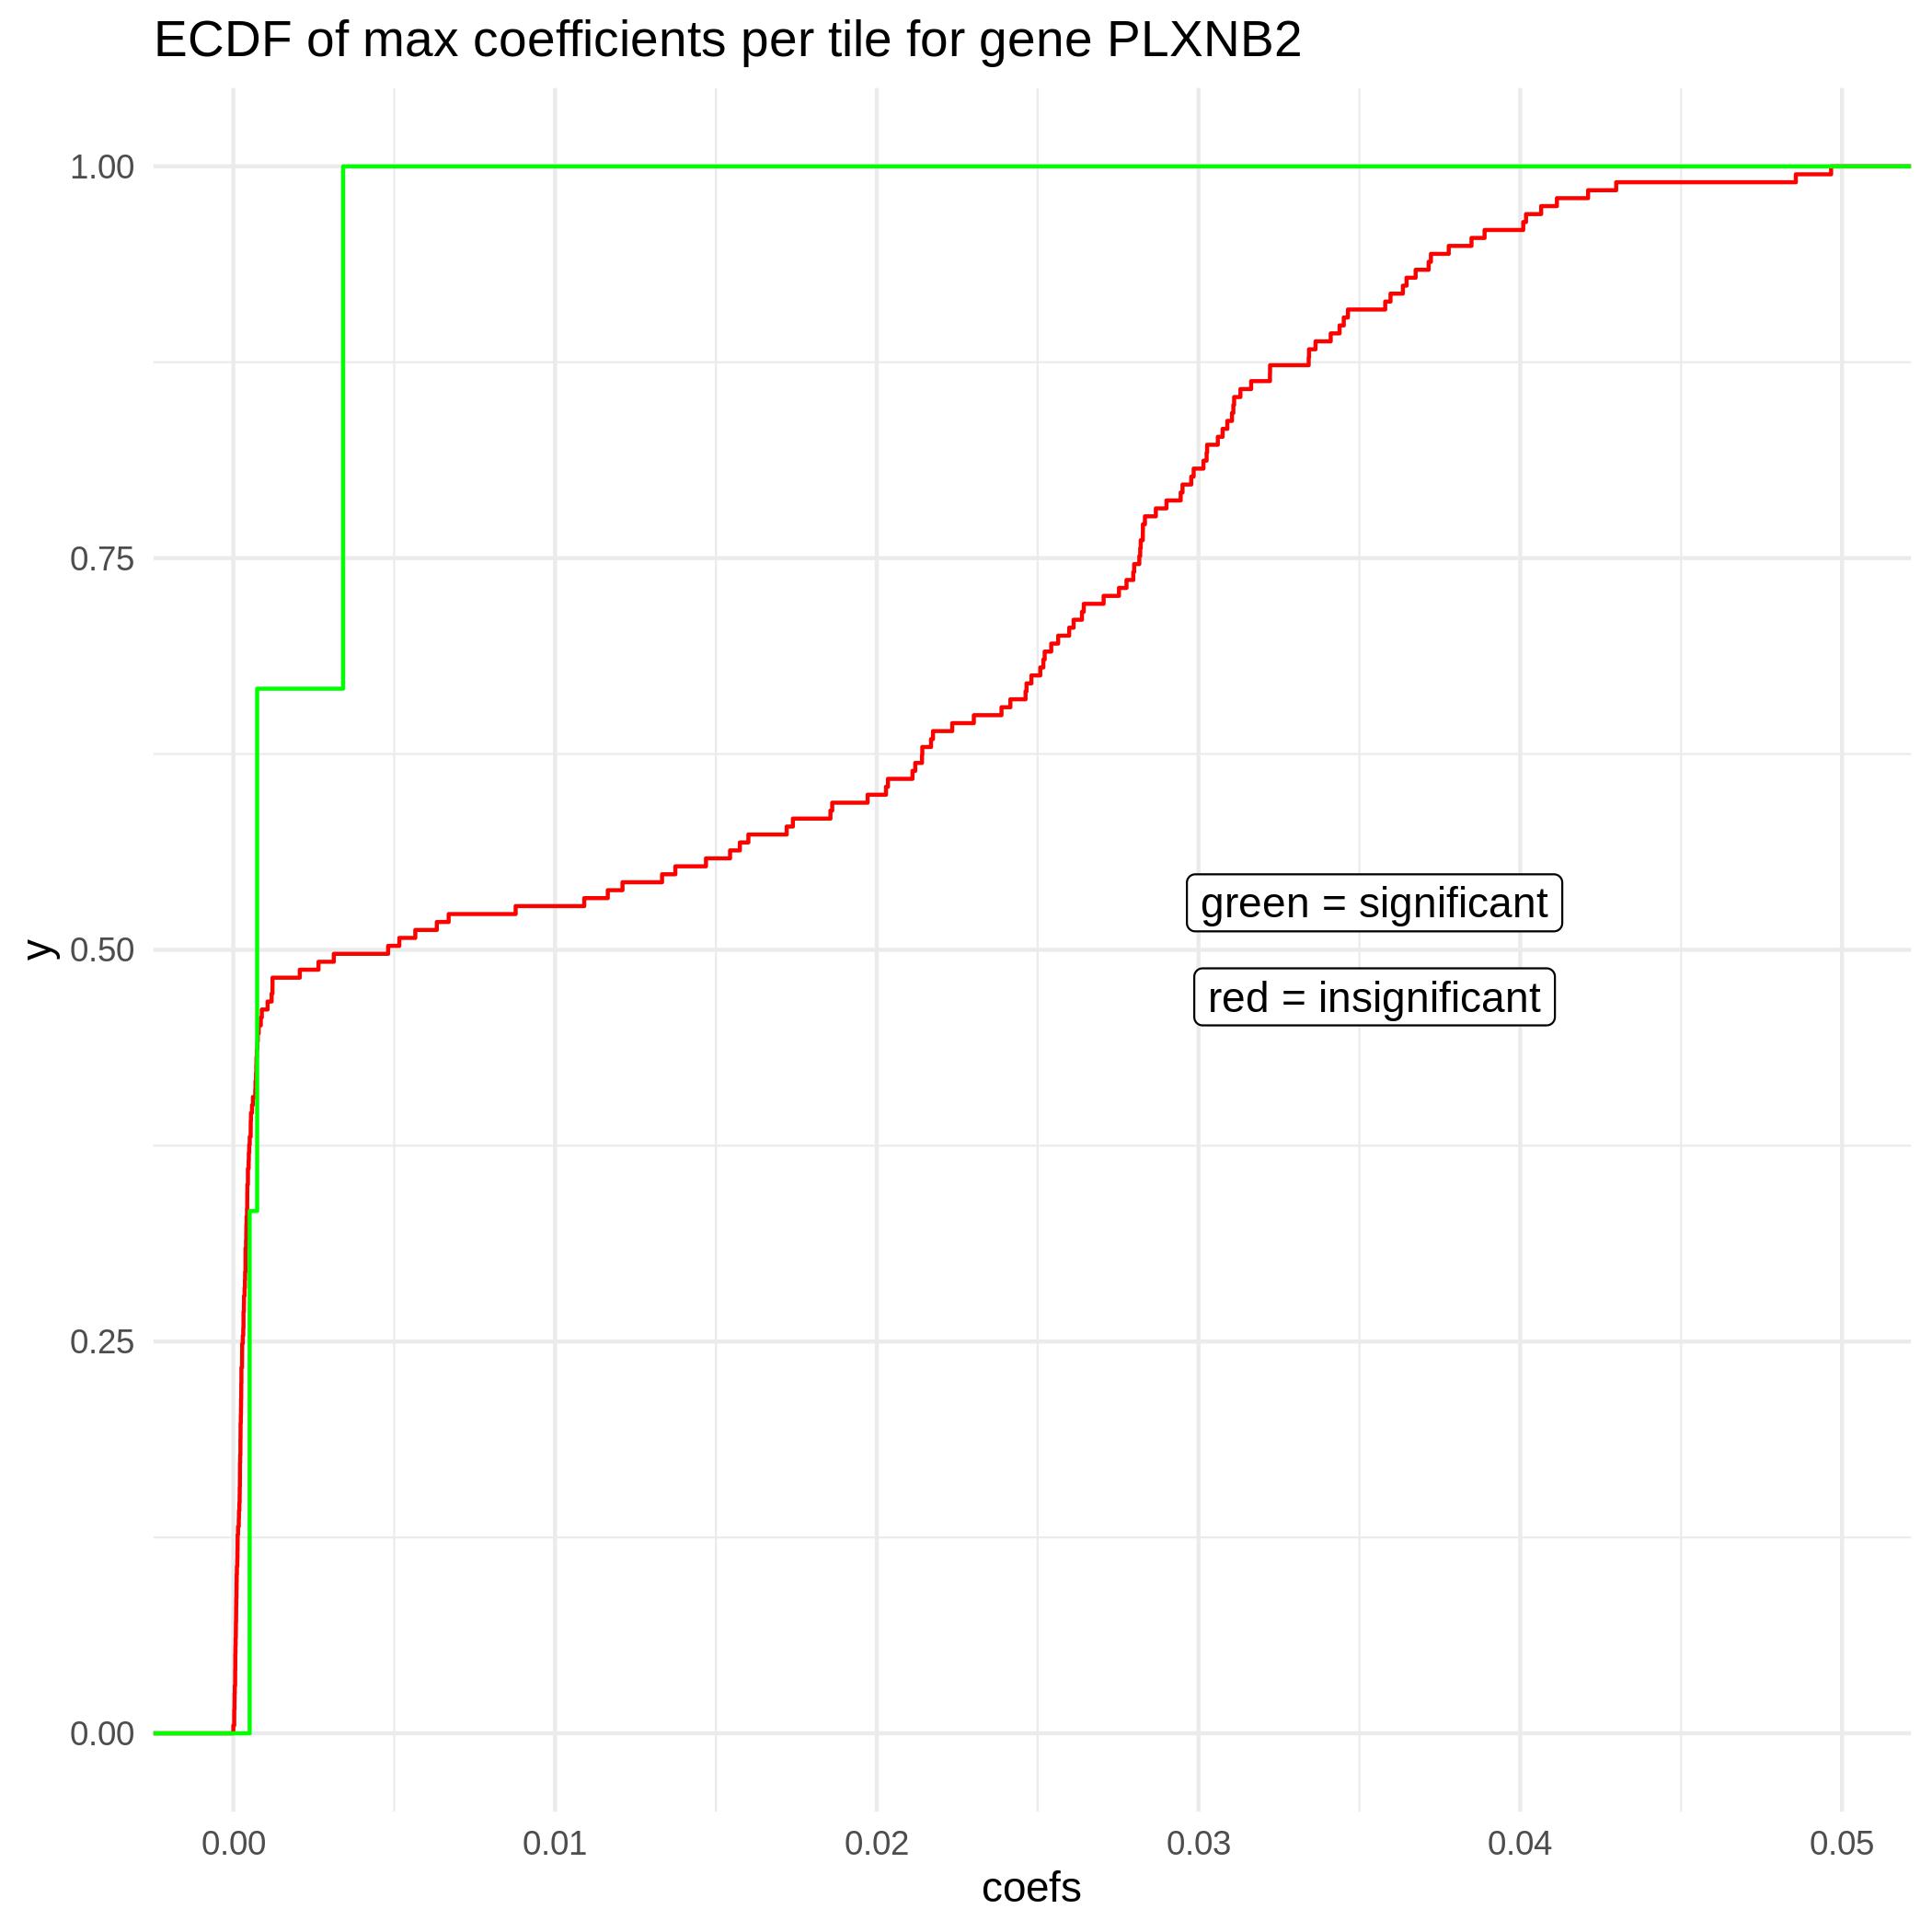 ECDF of max coefficients per tile for gene PLXNB2
1.00
0.75
0.50
0.25
0.00
y
green = significant
red = insignificant
0.00 0.01 0.02 0.03 0.04 0.05
coefs